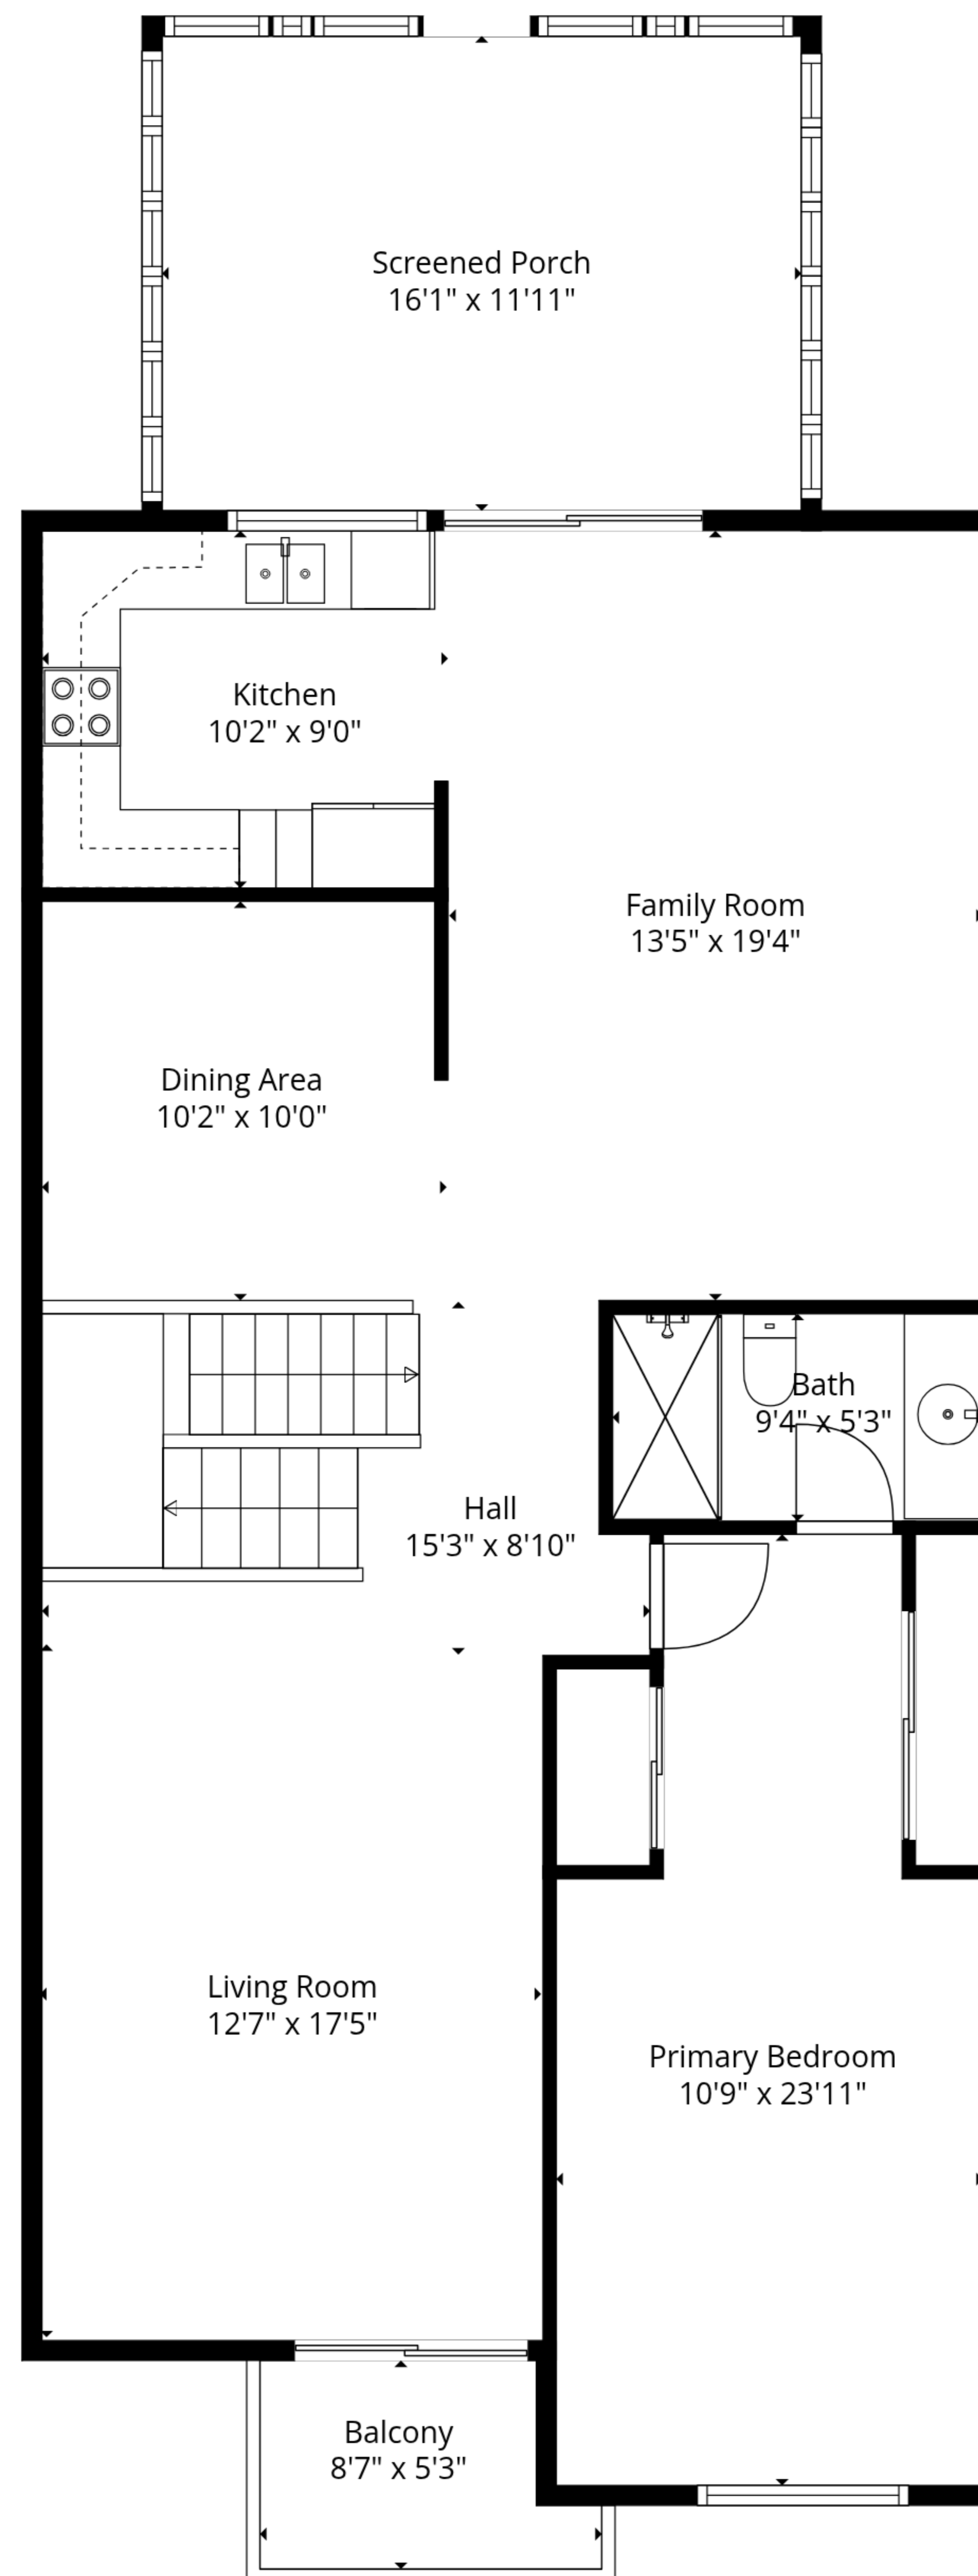 Screened Porch
16'1" x 11'11"
Kitchen
10'2" x 9'0"
Family Room
13'5" x 19'4"
Dining Area
10'2" x 10'0"
Bath
9'4" x 5'3"
Hall
15'3" x 8'10"
Living Room
12'7" x 17'5"
Primary Bedroom
10'9" x 23'11"
Balcony
8'7" x 5'3"